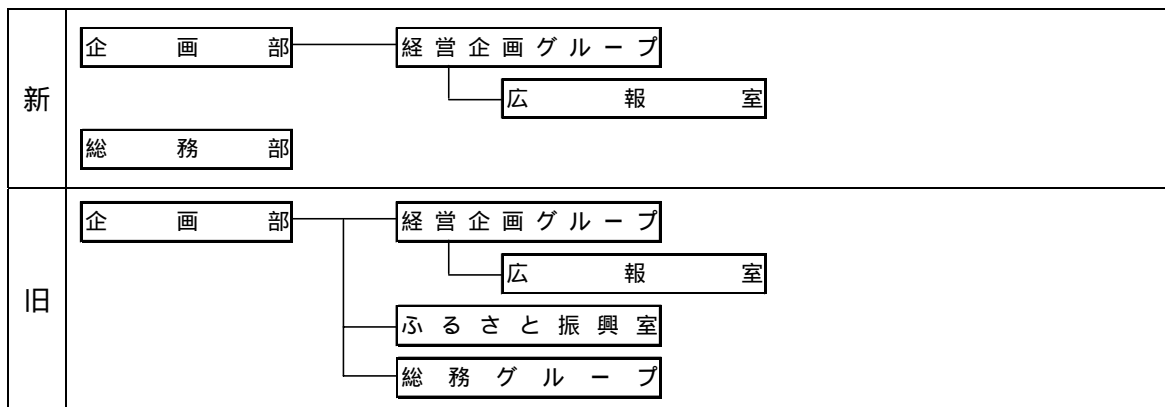 新
企画部 経営企画グループ
広報室
総務部
旧
企画部 経営企画グループ
広報室
ふるさと振興室
総務グループ